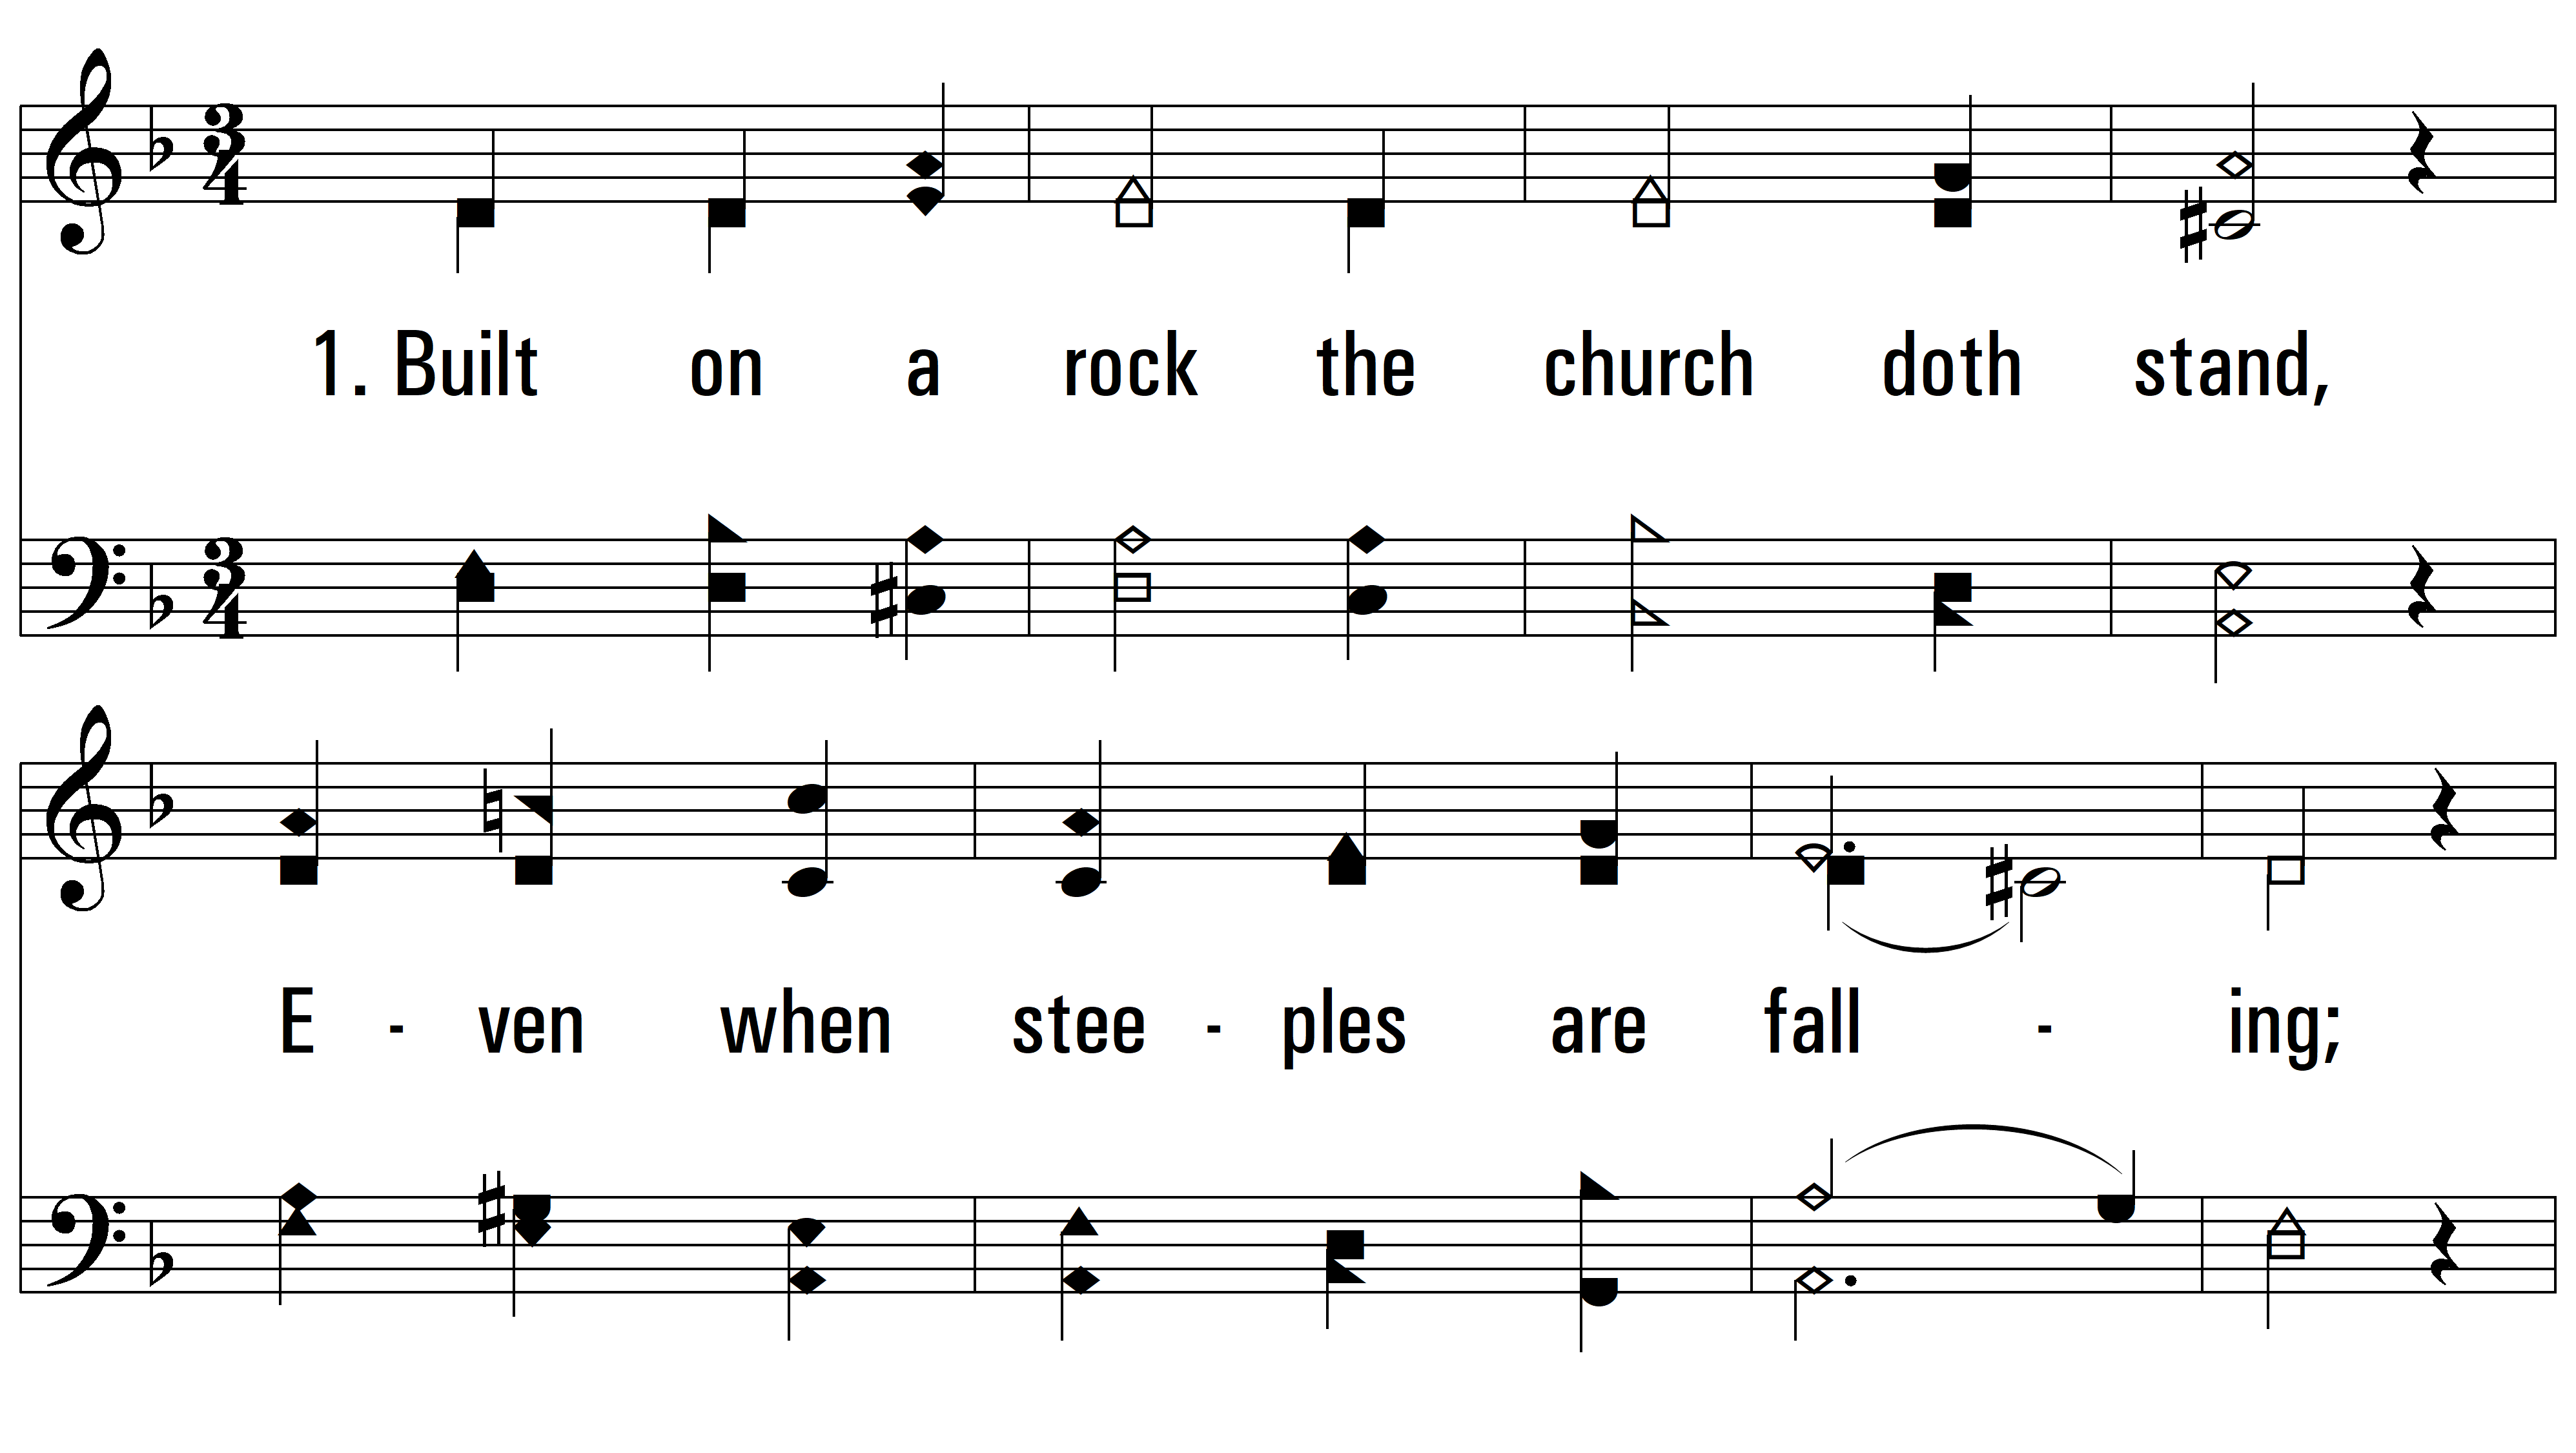 1. Built on a rock the church doth stand,
E - ven when stee - ples are fall - ing;